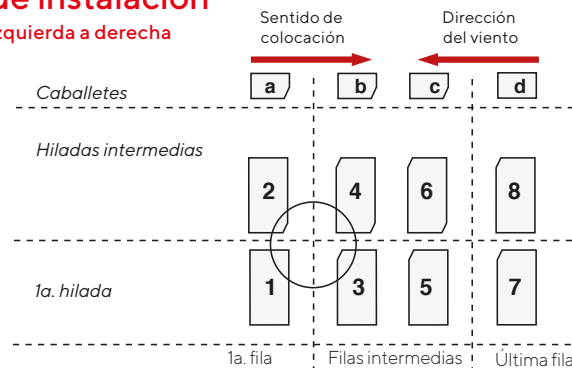 de instalación
izquierda a derecha
Sentido de
colocación
Dirección
del viento
Caballetes
a b c d
Hiladas intermedias
2 4 6 8
1a. hilada
1 3 5 7
1a. fila Filas intermedias Última fila